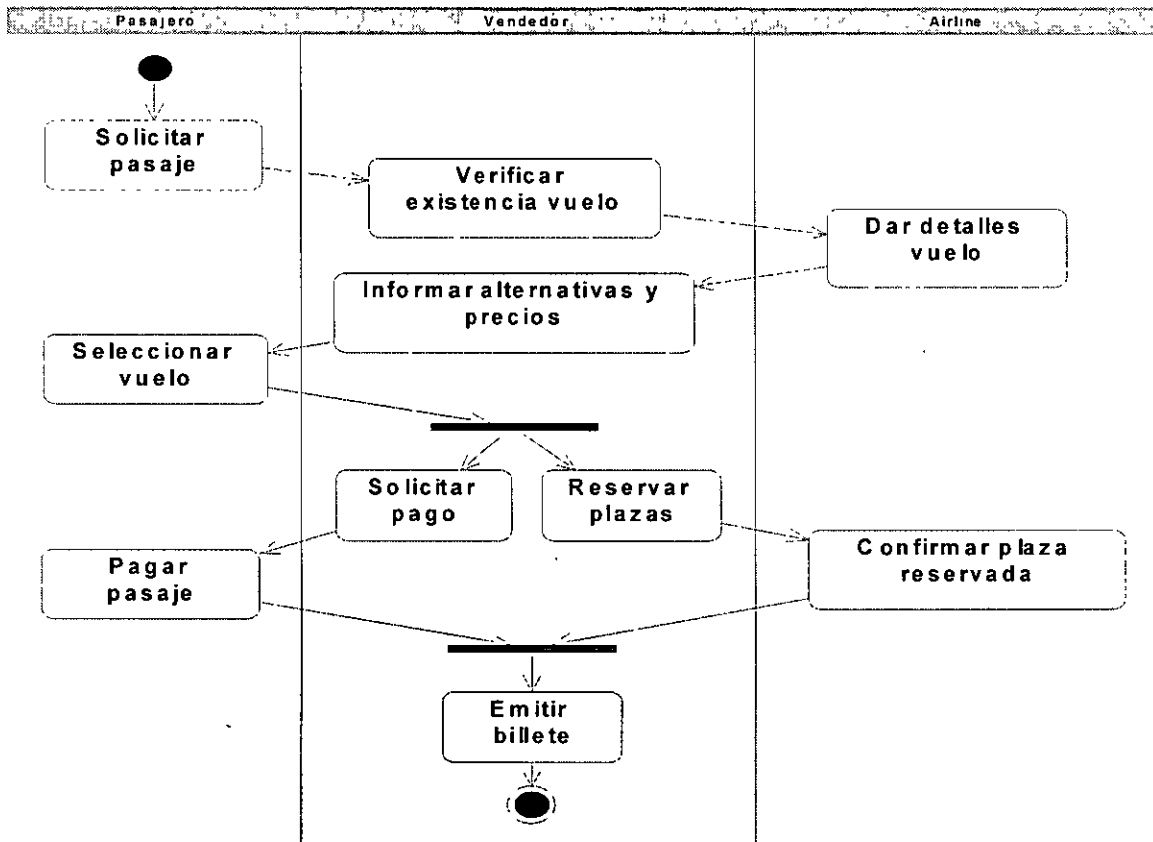 Pasajero
Vendedor
Airline
Solicitar
pasaje
Verificar
existencia vuelo
Dar detalles
vuelo
Informar alternativas y
precios
Seleccionar
vuelo
Solicitar
pago
Reservar
plazas
Confirmar plaza
reservada
Pagar
pasaje
Emitir
billete